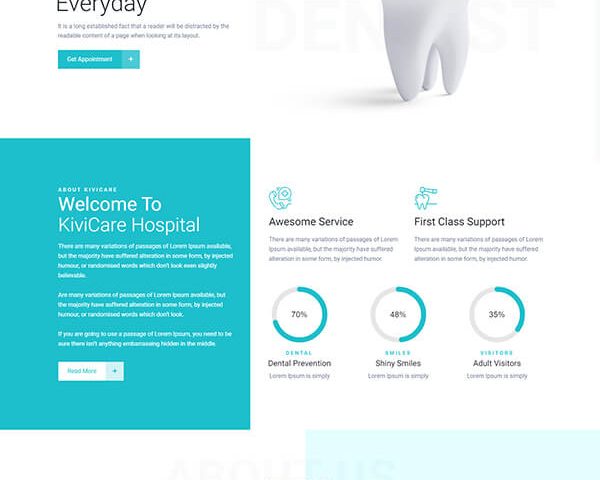 Everyday
DENTIST
It is a long established fact that a reader will be distracted by the
readable content of a page when looking at its layout.
Get Appointment +
ABOUT KIVICARE
Welcome To
KiviCare Hospital
There are many variations of passages of Lorem Ipsum available,
but the majority have suffered alteration in some form, by injected
humour, or randomised words which don't look even slightly
believable.
Are many variations of passages of Lorem Ipsum available,
but the majority have suffered alteration in some form, by injected
words which don't look.
If you are going to use a passage of Lorem Ipsum, you need to be
sure there isn't anything embarrassing hidden in the middle.
Read More +
Awesome Service
There are many variations of passages of Lorem
Ipsum available, but the majority have suffered
alteration in some form, by injected humor.
First Class Support
There are many variations of passages of Lorem
Ipsum available, but the majority have suffered
alteration in some form, by injected humor.
70%
DENTAL
Dental Prevention
Lorem Ipsum is simply
48%
SMILES
Shiny Smiles
Lorem Ipsum is simply
35%
VISITORS
Adult Visitors
Lorem Ipsum is simply
ABOUT US